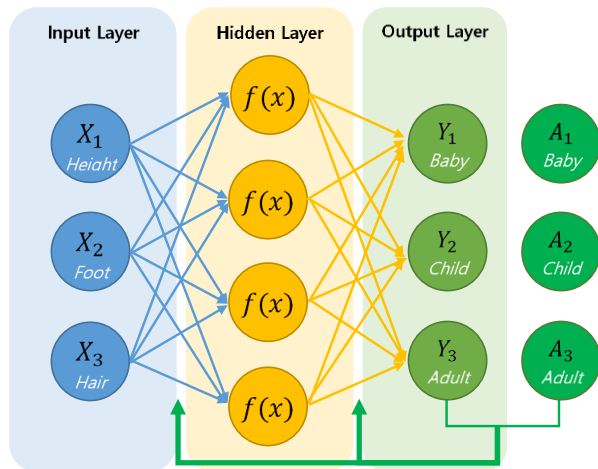 Input Layer
Hidden Layer
Output Layer
X₁
Height
X₂
Foot
X₃
Hair
f(x)
f(x)
f(x)
f(x)
Y₁
Baby
Y₂
Child
Y₃
Adult
A₁
Baby
A₂
Child
A₃
Adult